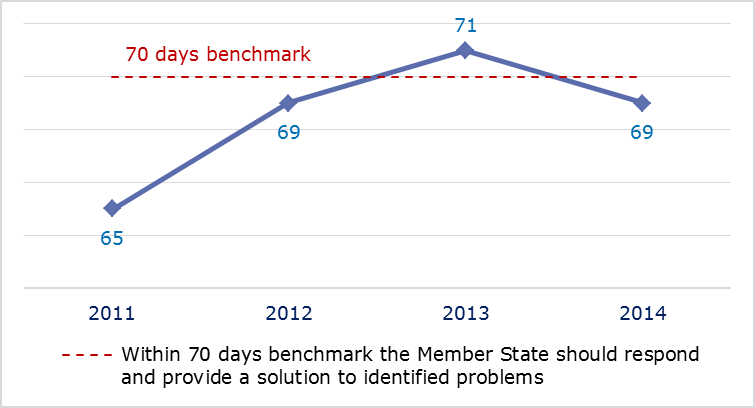 71
70 days benchmark
69
69
65
2011 2012 2013 2014
Within 70 days benchmark the Member State should respond
and provide a solution to identified problems